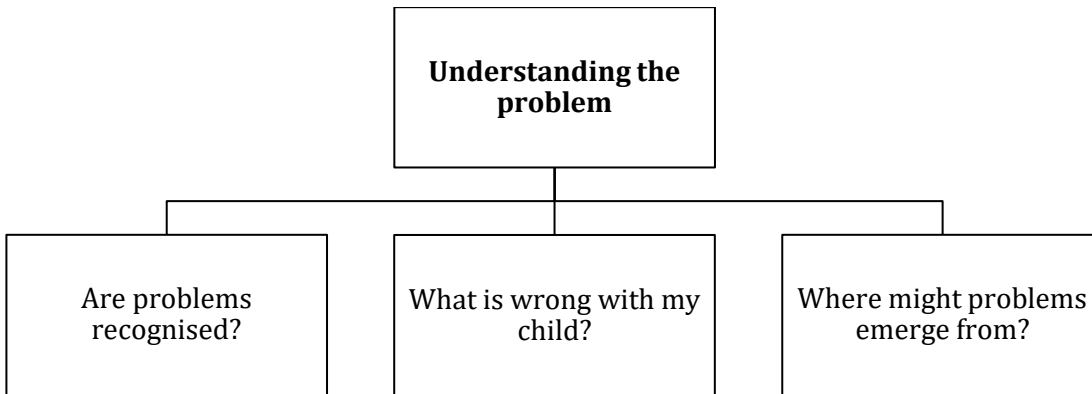 Understanding the
problem
Are problems
recognised?
What is wrong with my
child?
Where might problems
emerge from?